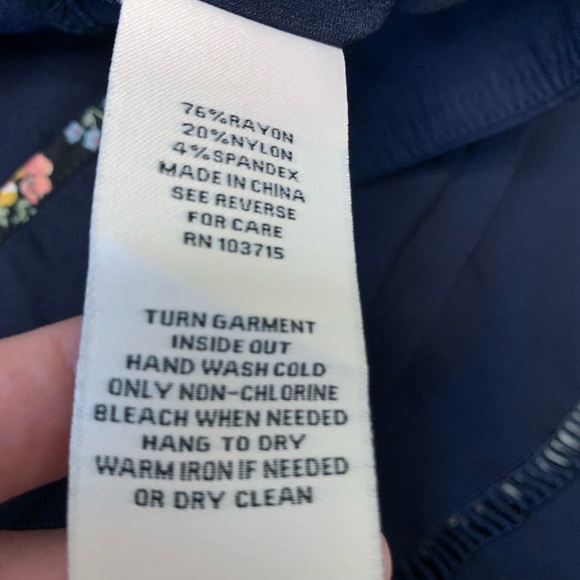 76%RAYON
20%NYLON
4%SPANDEX
MADE IN CHINA
SEE REVERSE
FOR CARE
RN 103715
TURN GARMENT
INSIDE OUT
HAND WASH COLD
ONLY NON-CHLORINE
BLEACH WHEN NEEDED
HANG TO DRY
WARM IRON IF NEEDED
OR DRY CLEAN